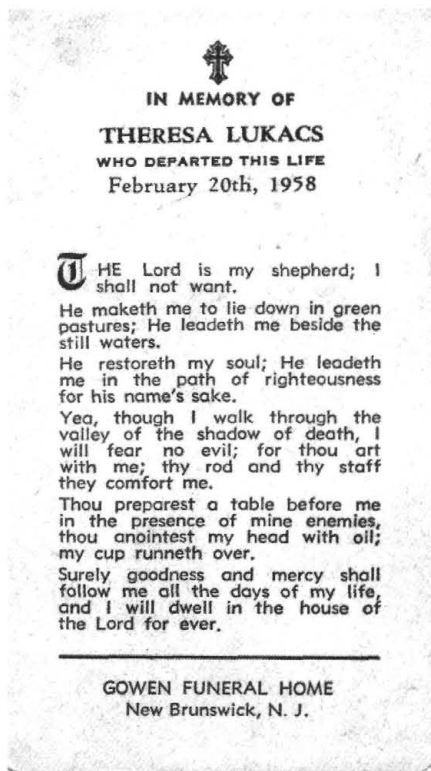 IN MEMORY OF
THERESA LUKACS
WHO DEPARTED THIS LIFE
February 20th, 1958
THE Lord is my shepherd; I
shall not want.
He maketh me to lie down in green
pastures; He leadeth me beside the
still waters.
He restoreth my soul; He leadeth
me in the path of righteousness
for his name's sake.
Yea, though I walk through the
valley of the shadow of death, I
will fear no evil; for thou art
with me; thy rod and thy staff
they comfort me.
Thou preparest a table before me
in the presence of mine enemies,
thou anointest my head with oil;
my cup runneth over.
Surely goodness and mercy shall
follow me all the days of my life,
and I will dwell in the house of
the Lord for ever.
GOWEN FUNERAL HOME
New Brunswick, N. J.